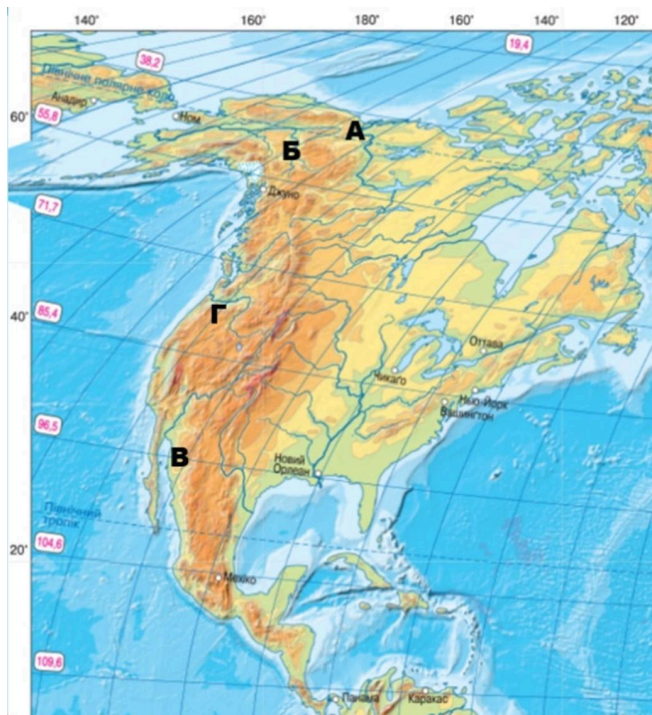 140° 160° 180° 160° 140° 120°
19,4
38,2
Північне полярне коло
Анадир
60°
55,8
Ном
А
Б
Джуно
71,7
85,4
40°
Г
Оттава
Чикаго
Нью-Йорк
Вашингтон
96,5
В
Новий
Орлеан
Північний
тропік
104,6
20°
Мехіко
109,6
Панама
Каракас